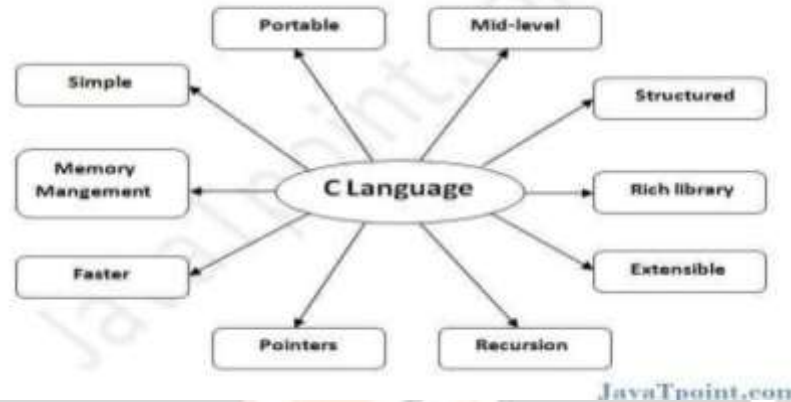 Portable
Mid-level
Simple
Structured
Memory
Mangement
C Language
Rich library
Faster
Extensible
Pointers
Recursion
JavaTpoint.com